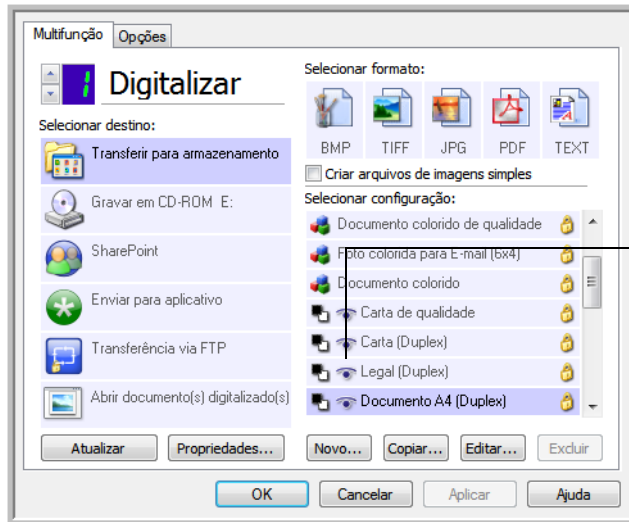 Multifunção
Opções
1
Digitalizar
Selecionar destino:
Transferir para armazenamento
Gravar em CD-ROM E:
SharePoint
Enviar para aplicativo
Transferência via FTP
Abrir documento(s) digitalizado(s)
Atualizar
Propriedades...
Selecionar formato:
BMP
TIFF
JPG
PDF
TEXT
Criar arquivos de imagens simples
Selecionar configuração:
Documento colorido de qualidade
Foto colorida para E-mail (6x4)
Documento colorido
Carta de qualidade
Carta (Duplex)
Legal (Duplex)
Documento A4 (Duplex)
Novo...
Copiar...
Editar...
Excluir
OK
Cancelar
Aplicar
Ajuda